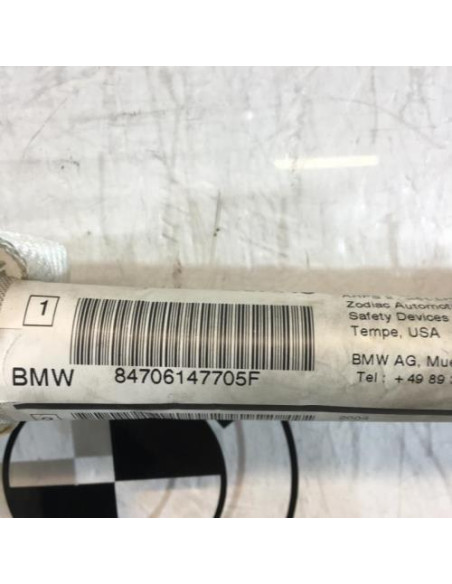 Zodiac Automot
Safety Devices
Tempe, USA
1
BMW 84706147705F
BMW AG, Mue
Tel : +49 89